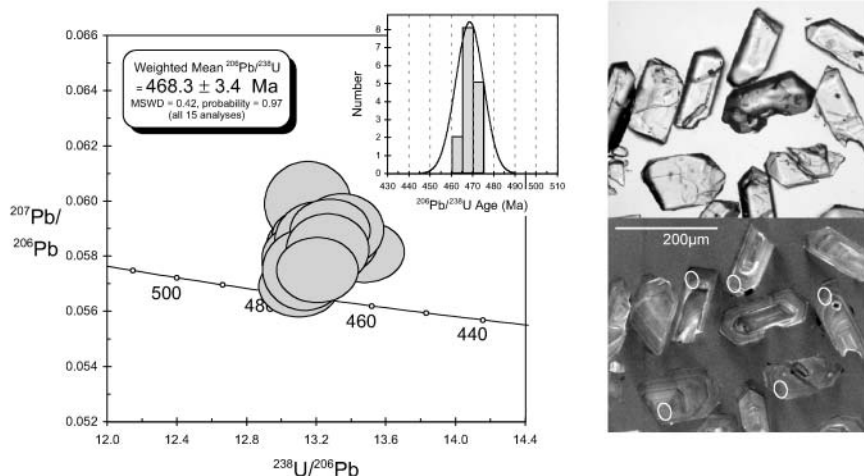 0.066
0.064
0.062
0.060
0.058
0.056
0.054
0.052
²⁰⁷Pb/
²⁰⁶Pb
Weighted Mean ²⁰⁶Pb/²³⁸U
= 468.3 ± 3.4 Ma
MSWD = 0.42, probability = 0.97
(all 15 analyses)
500
480
460
440
12.0 12.4 12.8 13.2 13.6 14.0 14.4
²³⁸U/²⁰⁶Pb
Number
8
7
6
5
4
3
2
1
0
430 440 450 460 470 480 490 500 510
²⁰⁶Pb/²³⁸U Age (Ma)
200µm